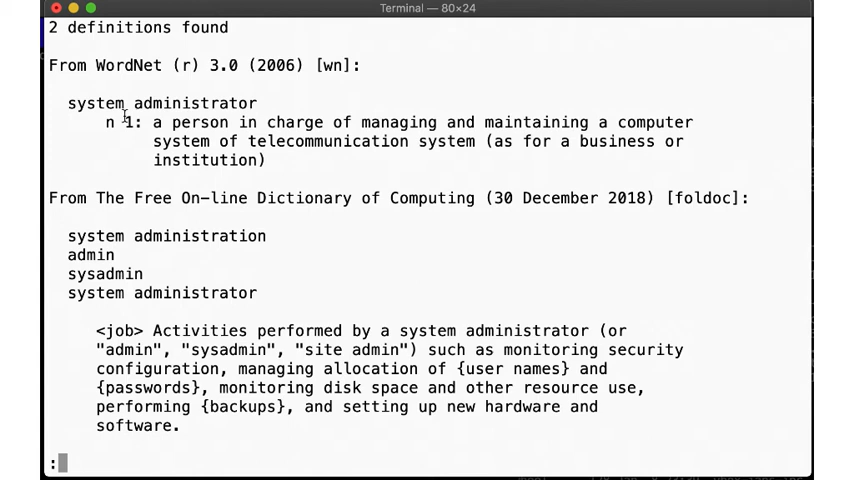 Terminal — 80×24
2 definitions found
From WordNet (r) 3.0 (2006) [wn]:
system administrator
n 1: a person in charge of managing and maintaining a computer
system of telecommunication system (as for a business or
institution)
From The Free On-line Dictionary of Computing (30 December 2018) [foldoc]:
system administration
admin
sysadmin
system administrator
<job> Activities performed by a system administrator (or
"admin", "sysadmin", "site admin") such as monitoring security
configuration, managing allocation of {user names} and
{passwords}, monitoring disk space and other resource use,
performing {backups}, and setting up new hardware and
software.
: